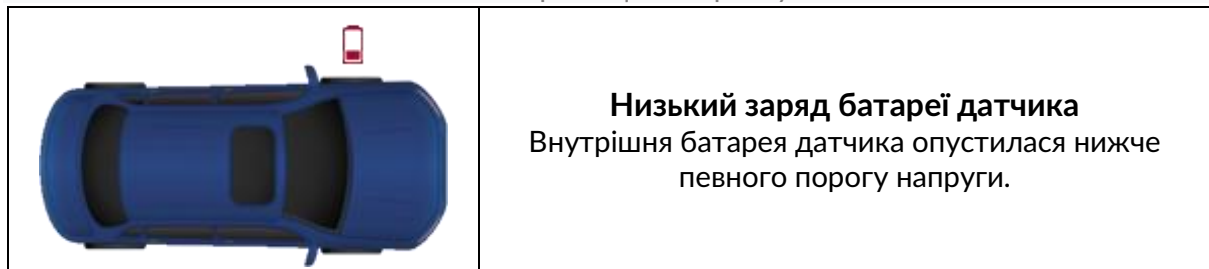 Низький заряд батареї датчика
Внутрішня батарея датчика опустилася нижче
певного порогу напруги.